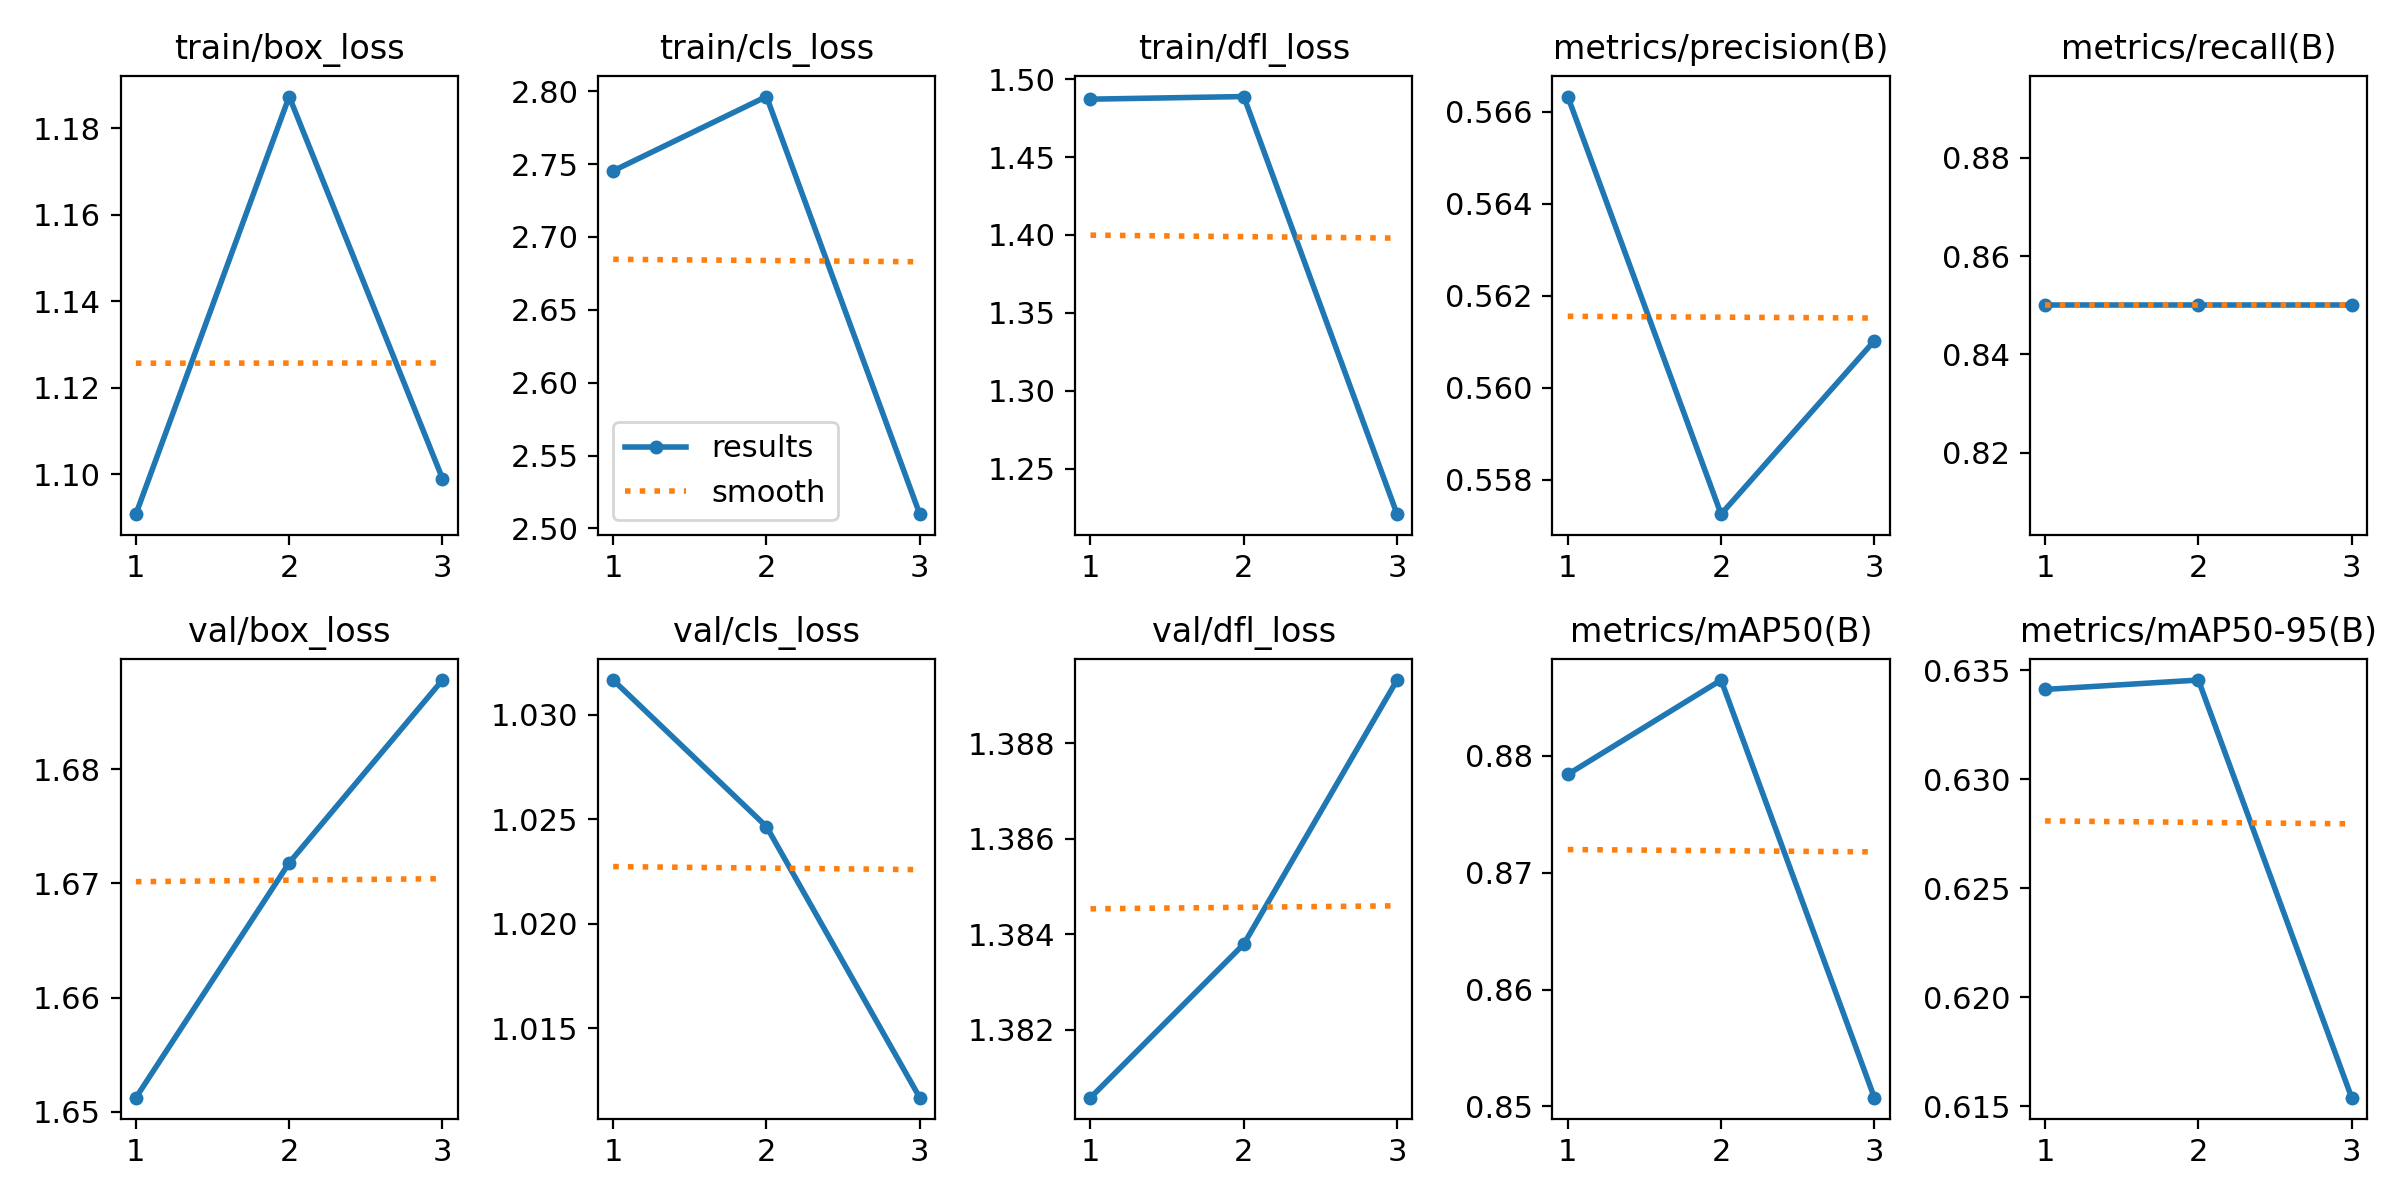 train/box_loss
1.18
1.16
1.14
1.12
1.10
1 2 3
train/cls_loss
2.80
2.75
2.70
2.65
2.60
2.55
2.50
results
smooth
1 2 3
train/dfl_loss
1.50
1.45
1.40
1.35
1.30
1.25
1 2 3
metrics/precision(B)
0.566
0.564
0.562
0.560
0.558
1 2 3
metrics/recall(B)
0.88
0.86
0.84
0.82
1 2 3
val/box_loss
1.68
1.67
1.66
1.65
1 2 3
val/cls_loss
1.030
1.025
1.020
1.015
1 2 3
val/dfl_loss
1.388
1.386
1.384
1.382
1 2 3
metrics/mAP50(B)
0.88
0.87
0.86
0.85
1 2 3
metrics/mAP50-95(B)
0.635
0.630
0.625
0.620
0.615
1 2 3